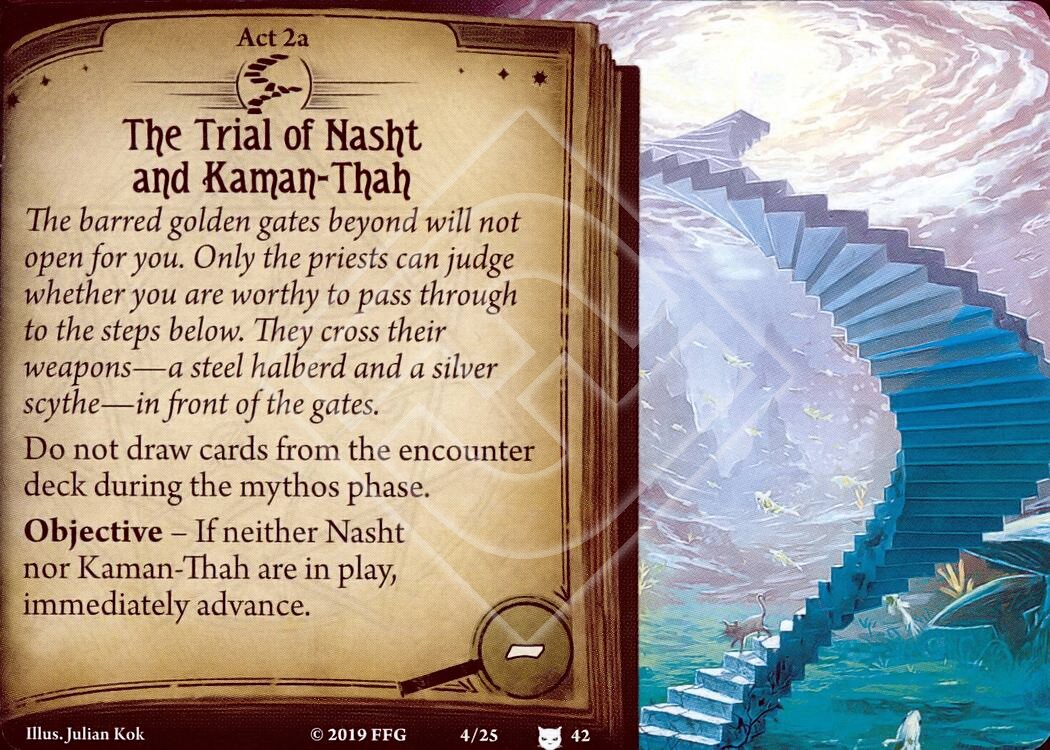 Act 2a
The Trial of Nasht
and Kaman-Thah
The barred golden gates beyond will not
open for you. Only the priests can judge
whether you are worthy to pass through
to the steps below. They cross their
weapons—a steel halberd and a silver
scythe—in front of the gates.
Do not draw cards from the encounter
deck during the mythos phase.
Objective – If neither Nasht
nor Kaman-Thah are in play,
immediately advance.
–
Illus. Julian Kok © 2019 FFG 4/25 42